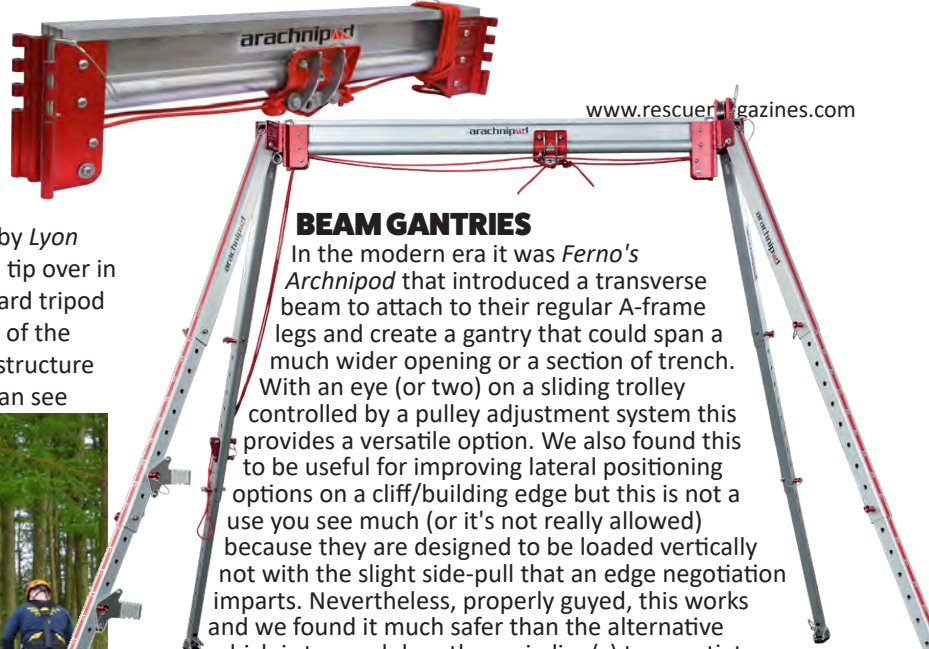 arachnipod
www.rescuemagazines.com
arachnipod
arachnipod
arachnipod
by Lyon
tip over in
ard tripod
of the
structure
an see
BEAM GANTRIES
In the modern era it was Ferno's
Archnipod that introduced a transverse
beam to attach to their regular A-frame
legs and create a gantry that could span a
much wider opening or a section of trench.
With an eye (or two) on a sliding trolley
controlled by a pulley adjustment system this
provides a versatile option. We also found this
to be useful for improving lateral positioning
options on a cliff/building edge but this is not a
use you see much (or it's not really allowed)
because they are designed to be loaded vertically
not with the slight side-pull that an edge negotiation
imparts. Nevertheless, properly guyed, this works
and we found it much safer than the alternative